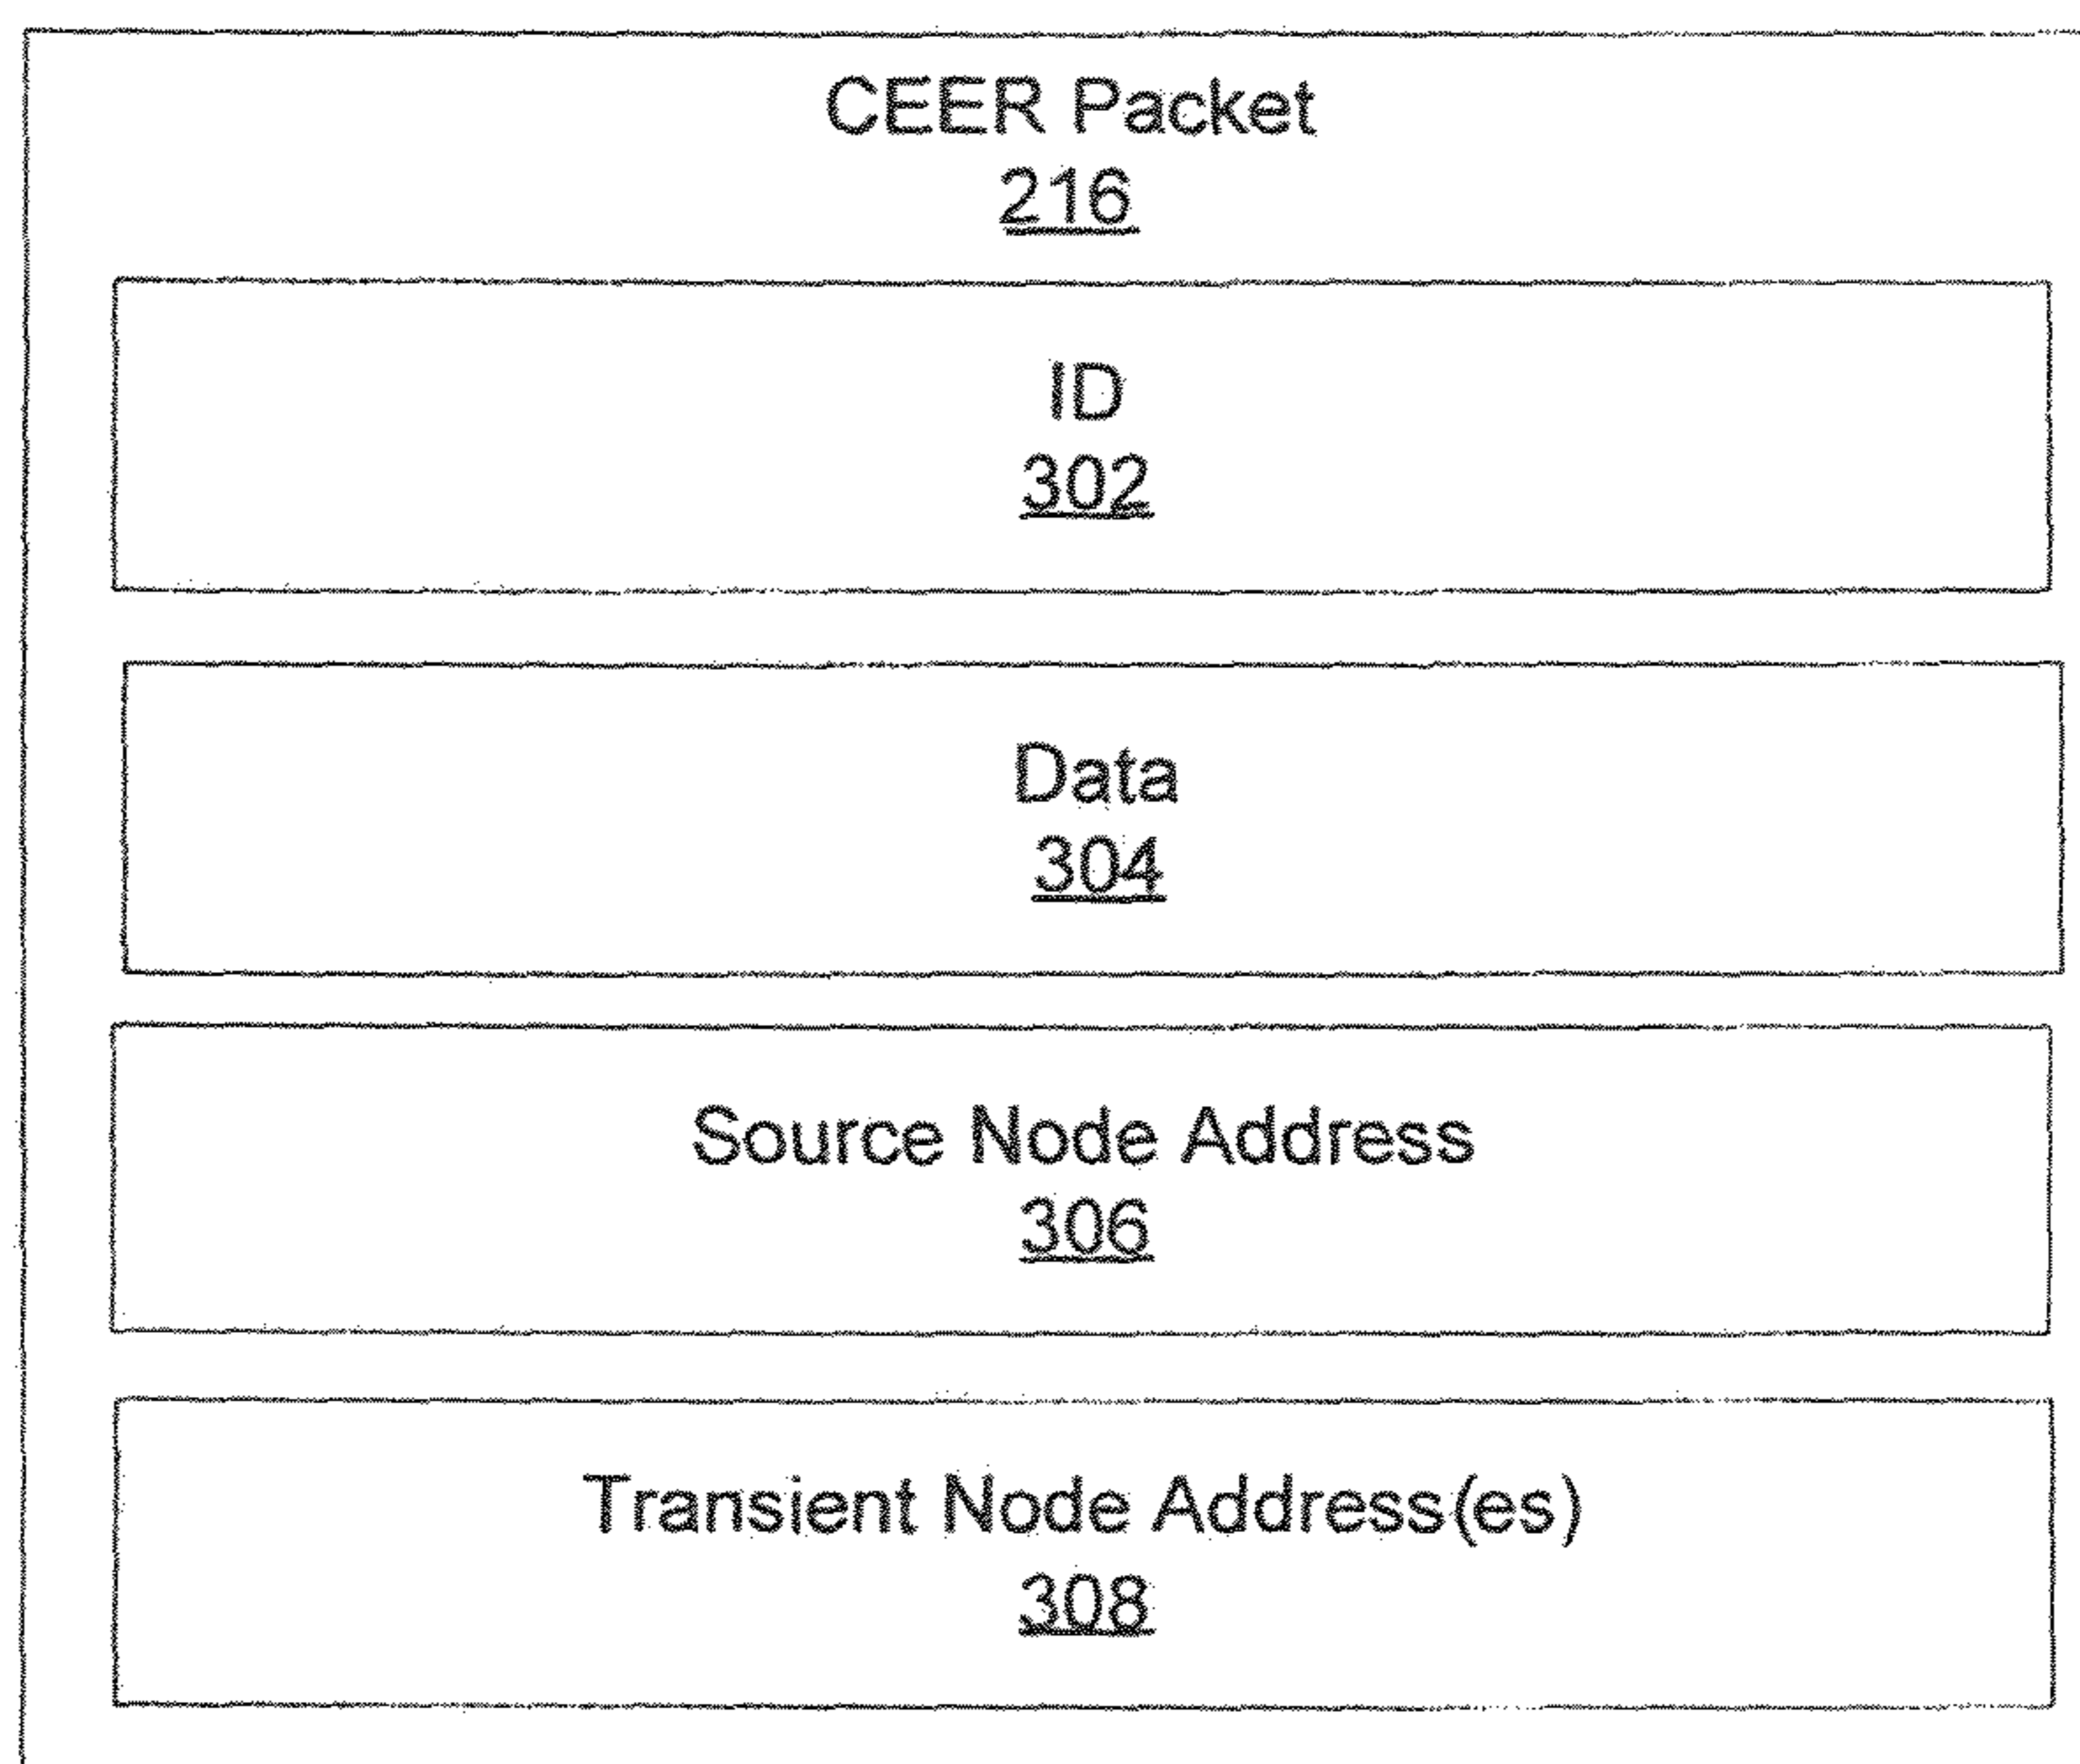 CEER Packet
216
ID
302
Data
304
Source Node Address
306
Transient Node Address(es)
308